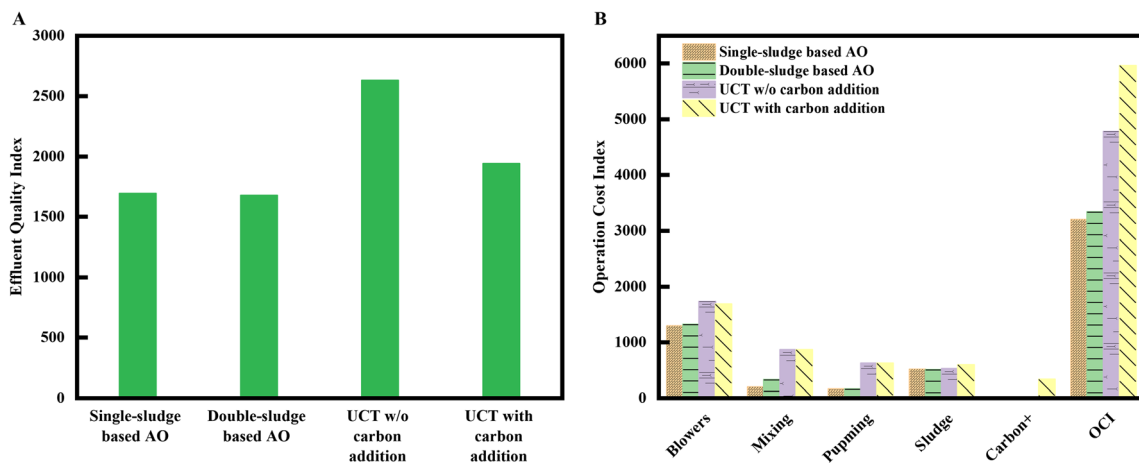 A
Effluent Quality Index
3000
2500
2000
1500
1000
500
0
Single-sludge
based AO
Double-sludge
based AO
UCT w/o
carbon
addition
UCT with
carbon
addition
B
Operation Cost Index
6000
5000
4000
3000
2000
1000
0
Single-sludge based AO
Double-sludge based AO
UCT w/o carbon addition
UCT with carbon addition
Blowers
Mixing
Pupming
Sludge
Carbon+
OCI